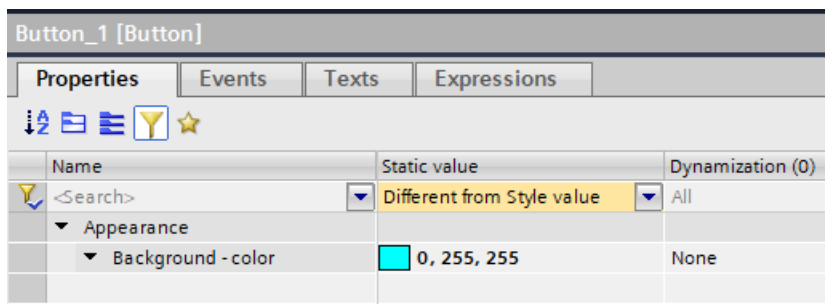 Button_1 [Button]
Properties Events Texts Expressions
Name Static value Dynamization (0)
<Search> Different from Style value All
Appearance
Background - color 0, 255, 255 None